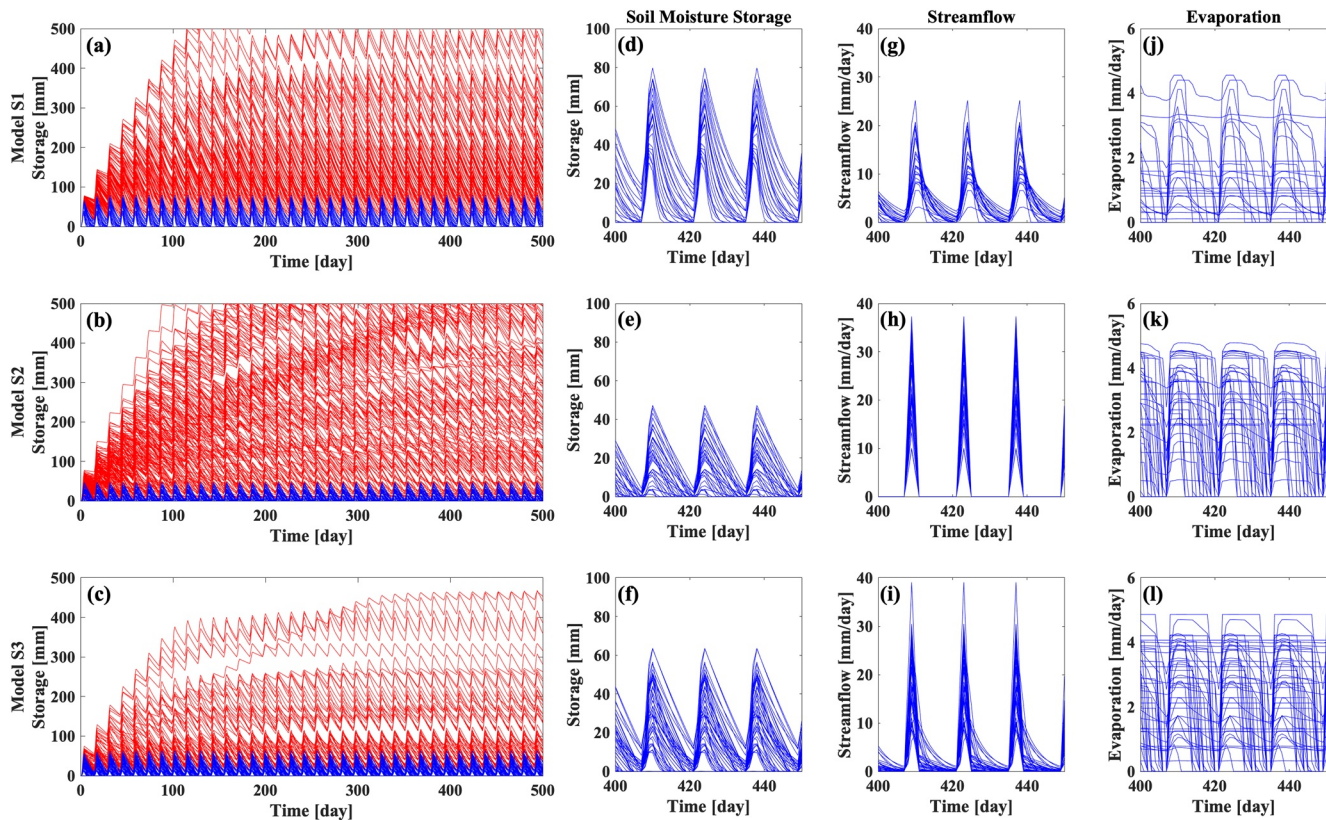 Soil Moisture Storage
Streamflow
Evaporation
(a)
Model S1
Storage [mm]
500
400
300
200
100
0
0 100 200 300 400 500
Time [day]
(d)
Storage [mm]
100
80
60
40
20
0
400 420 440
Time [day]
(g)
Streamflow [mm/day]
40
30
20
10
0
400 420 440
Time [day]
(j)
Evaporation [mm/day]
6
4
2
0
400 420 440
Time [day]
(b)
Model S2
Storage [mm]
500
400
300
200
100
0
0 100 200 300 400 500
Time [day]
(e)
Storage [mm]
100
80
60
40
20
0
400 420 440
Time [day]
(h)
Streamflow [mm/day]
40
30
20
10
0
400 420 440
Time [day]
(k)
Evaporation [mm/day]
6
4
2
0
400 420 440
Time [day]
(c)
Model S3
Storage [mm]
500
400
300
200
100
0
0 100 200 300 400 500
Time [day]
(f)
Storage [mm]
100
80
60
40
20
0
400 420 440
Time [day]
(i)
Streamflow [mm/day]
40
30
20
10
0
400 420 440
Time [day]
(l)
Evaporation [mm/day]
6
4
2
0
400 420 440
Time [day]